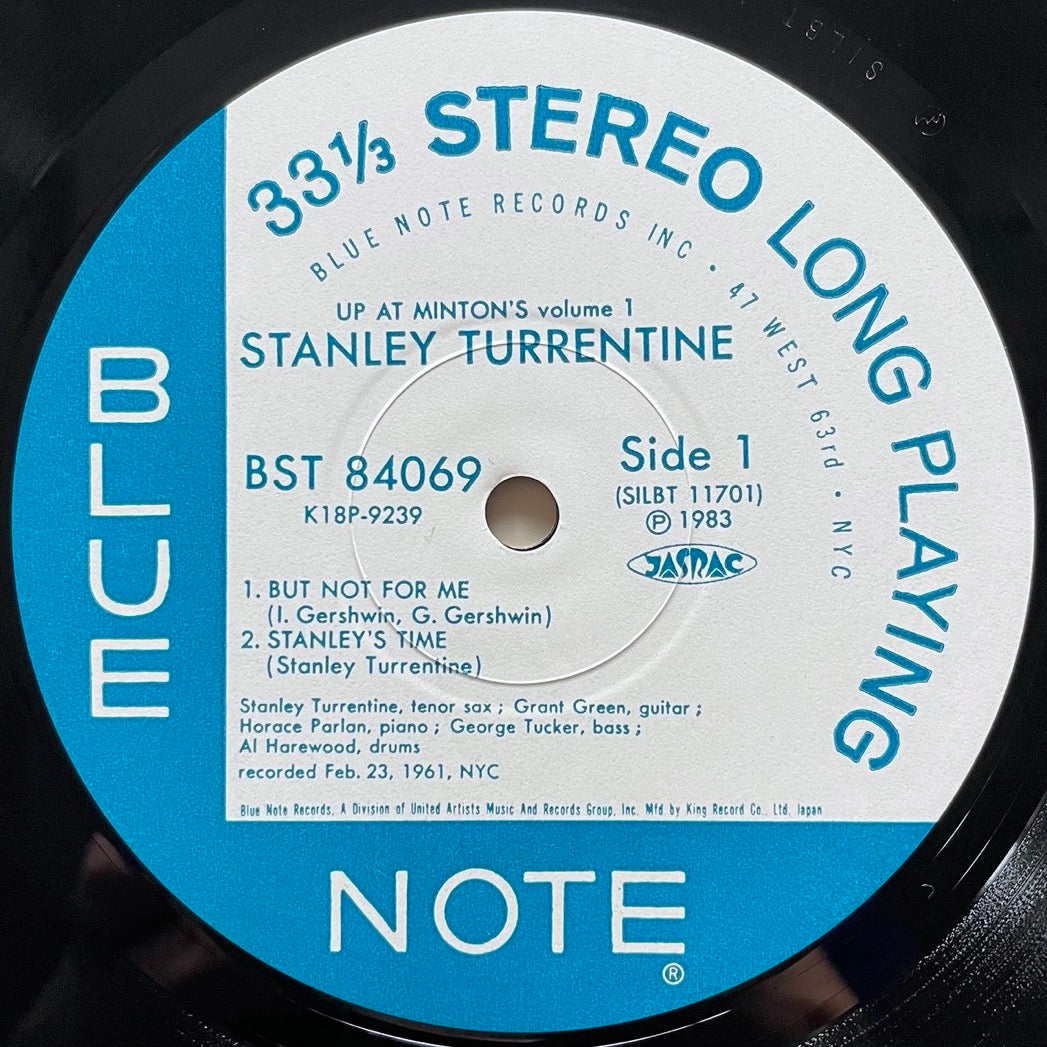 33 1/3 STEREO LONG PLAYING
BLUE NOTE RECORDS INC • 47 WEST 63rd • NYC
UP AT MINTON'S volume 1
STANLEY TURRENTINE
BST 84069
K18P-9239
Side 1
(SILBT 11701)
Ⓟ 1983
JASRAC
1. BUT NOT FOR ME
(I. Gershwin, G. Gershwin)
2. STANLEY'S TIME
(Stanley Turrentine)
Stanley Turrentine, tenor sax ; Grant Green, guitar ;
Horace Parlan, piano ; George Tucker, bass ;
Al Harewood, drums
recorded Feb. 23, 1961, NYC
Blue Note Records, A Division of United Artists Music And Records Group, Inc. Mfd by King Record Co., Ltd. Japan
BLUE
NOTE
®